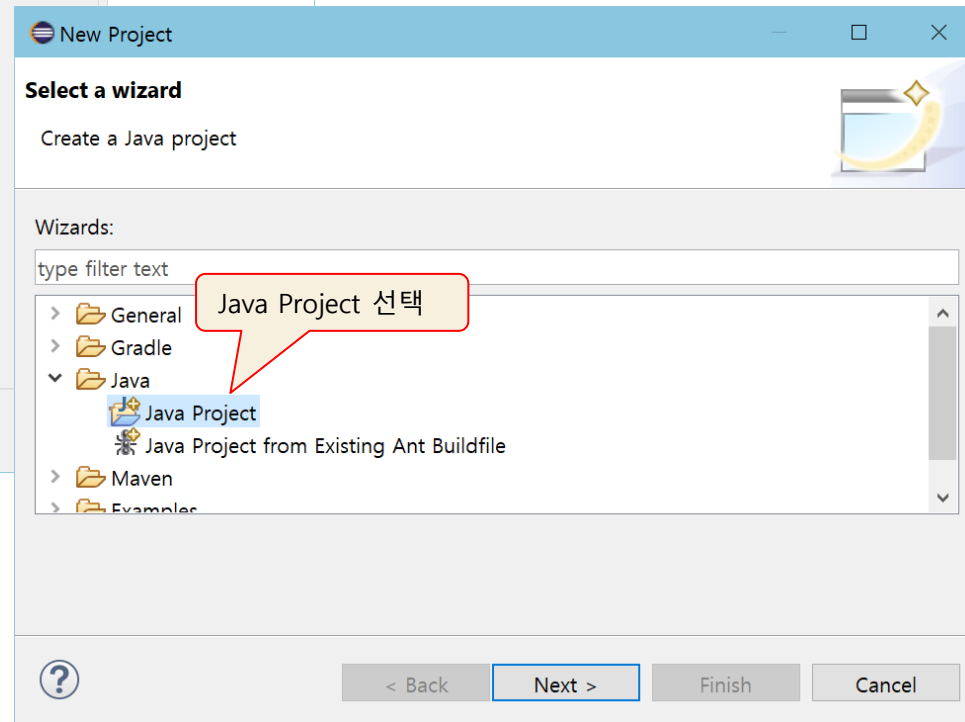 New Project
Select a wizard
Create a Java project
Wizards:
type filter text
Java Project 선택
General
Gradle
Java
Java Project
Java Project from Existing Ant Buildfile
Maven
Examples
?
< Back
Next >
Finish
Cancel